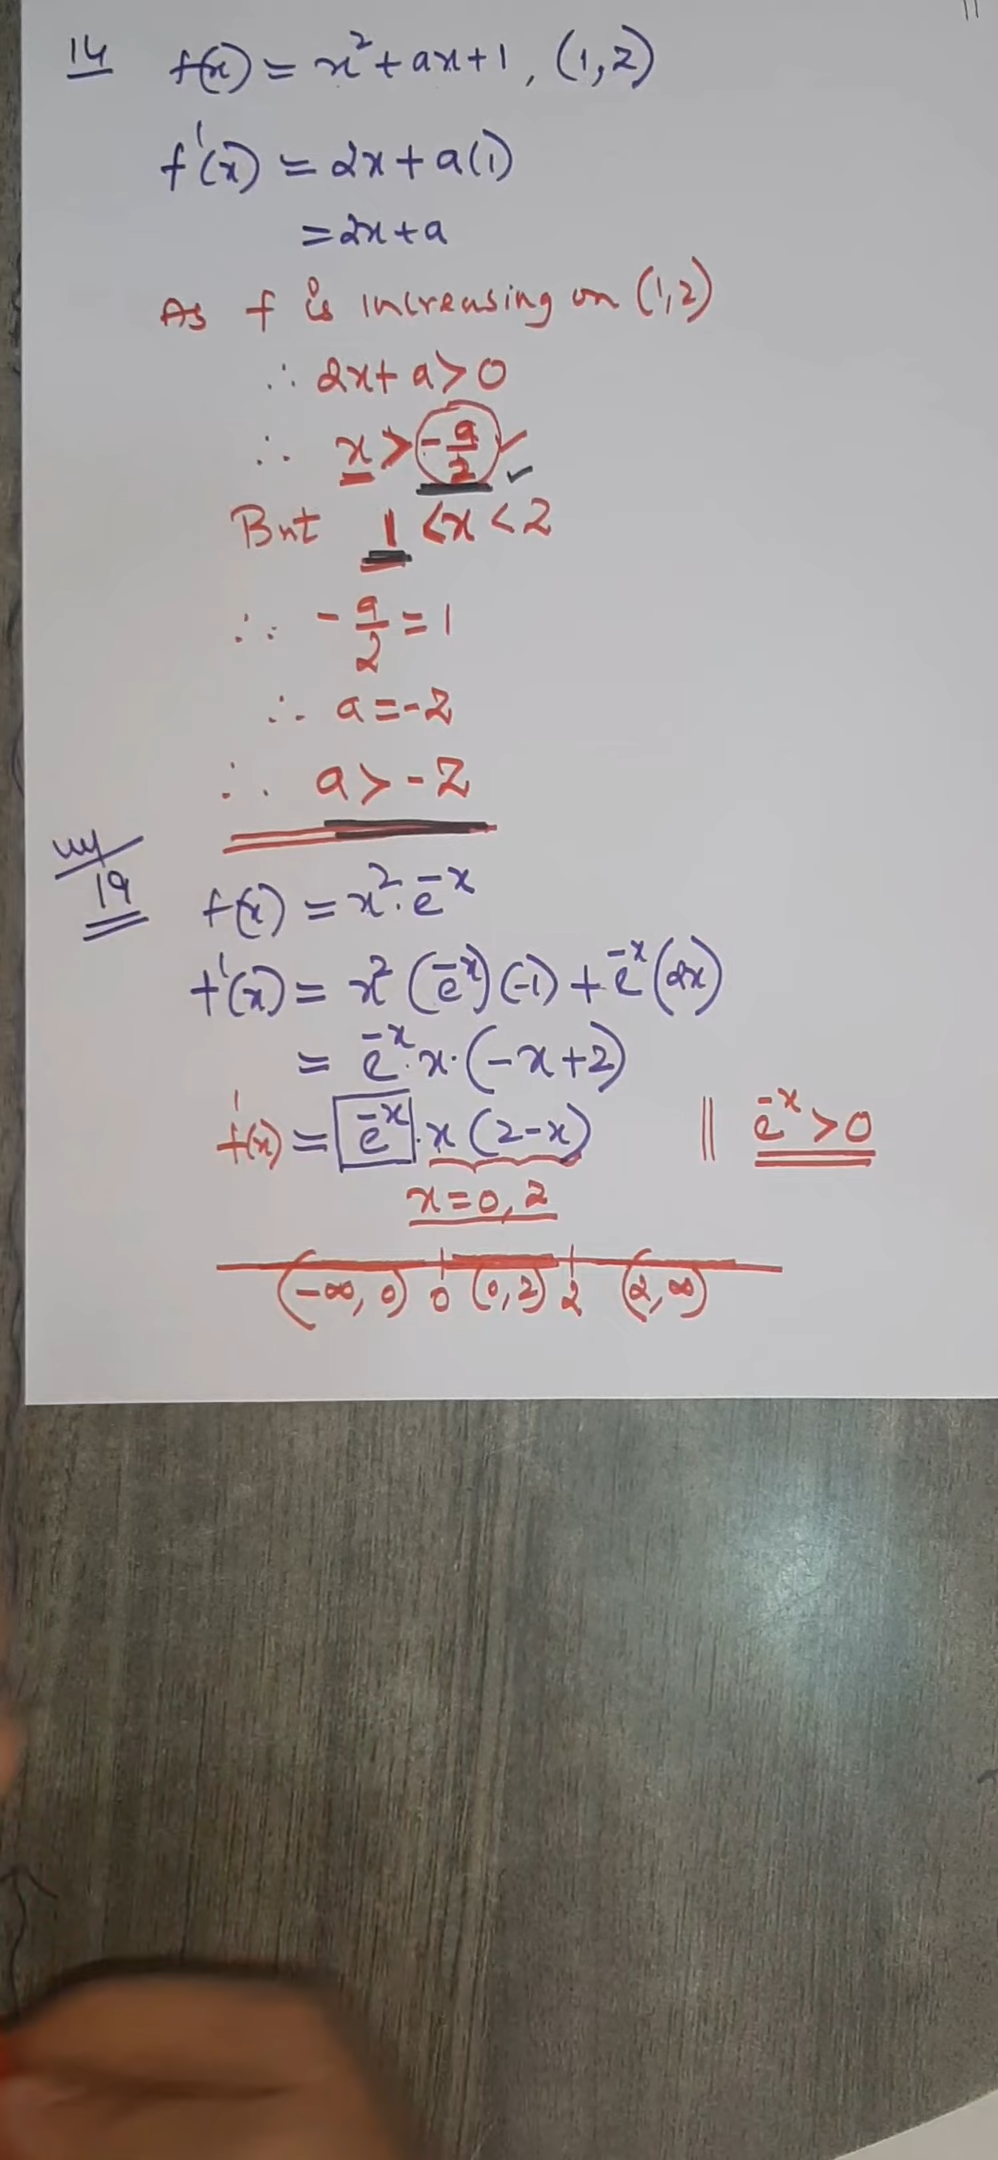 14 f(x) = x² + ax + 1, (1,2)
f'(x) = 2x + a(1)
= 2x + a
As f is increasing on (1,2)
∴ 2x + a > 0
∴ x > -a/2 ✓ ✓
But 1 < x < 2
∴ -a/2 = 1
∴ a = -2
∴ a > -2
19 f(x) = x² · e^-x
f'(x) = x² (e^-x) (-1) + e^-x (2x)
= e^-x · x · (-x + 2)
f'(x) = e^-x · x (2 - x) || e^-x > 0
x = 0, 2
(-∞, 0) 0 (0, 2) 2 (2, ∞)